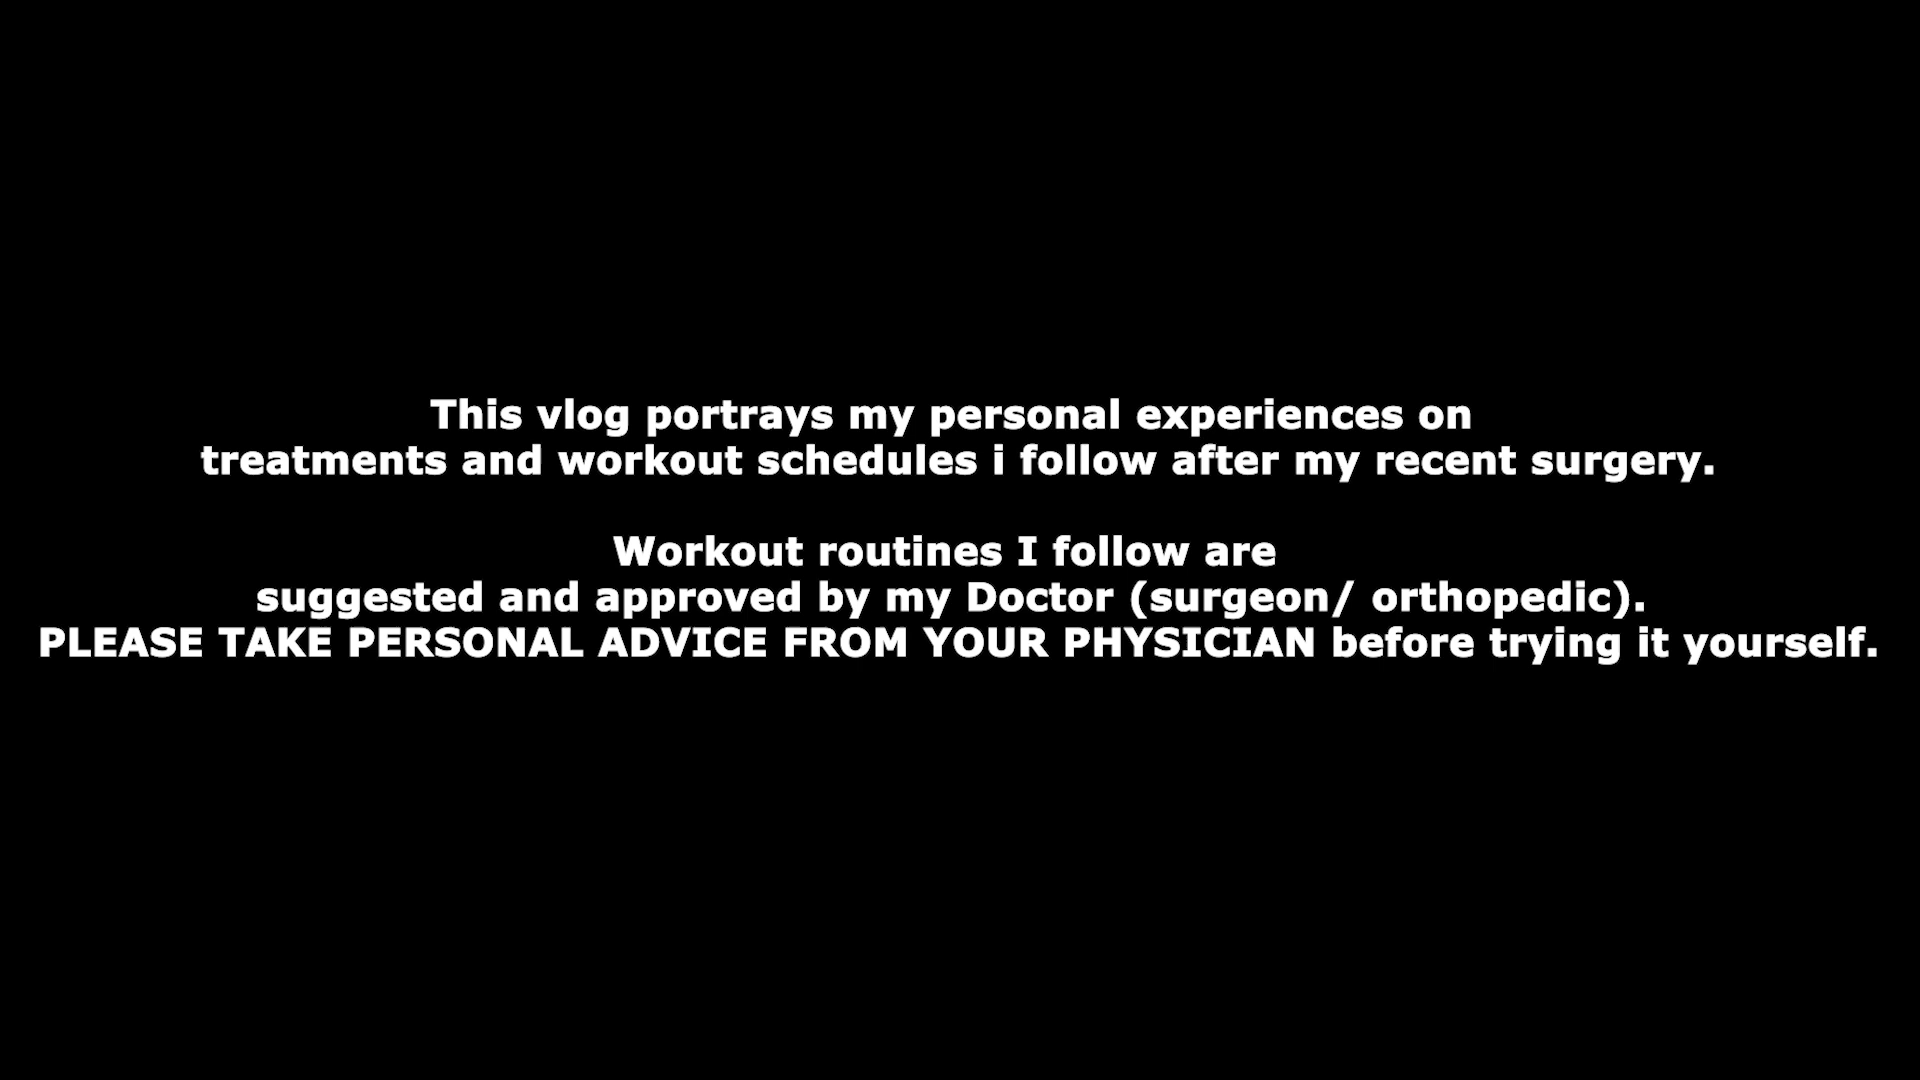 This vlog portrays my personal experiences on
treatments and workout schedules i follow after my recent surgery.
Workout routines I follow are
suggested and approved by my Doctor (surgeon/ orthopedic).
PLEASE TAKE PERSONAL ADVICE FROM YOUR PHYSICIAN before trying it yourself.